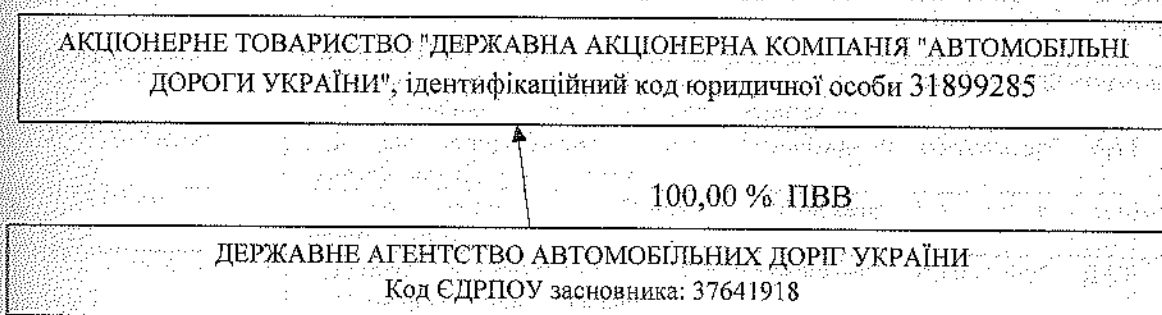 АКЦІОНЕРНЕ ТОВАРИСТВО "ДЕРЖАВНА АКЦІОНЕРНА КОМПАНІЯ "АВТОМОБІЛЬНІ
ДОРОГИ УКРАЇНИ", ідентифікаційний код юридичної особи 31899285
100,00 % ПВВ
ДЕРЖАВНЕ АГЕНТСТВО АВТОМОБІЛЬНИХ ДОРІГ УКРАЇНИ
Код ЄДРПОУ засновника: 37641918